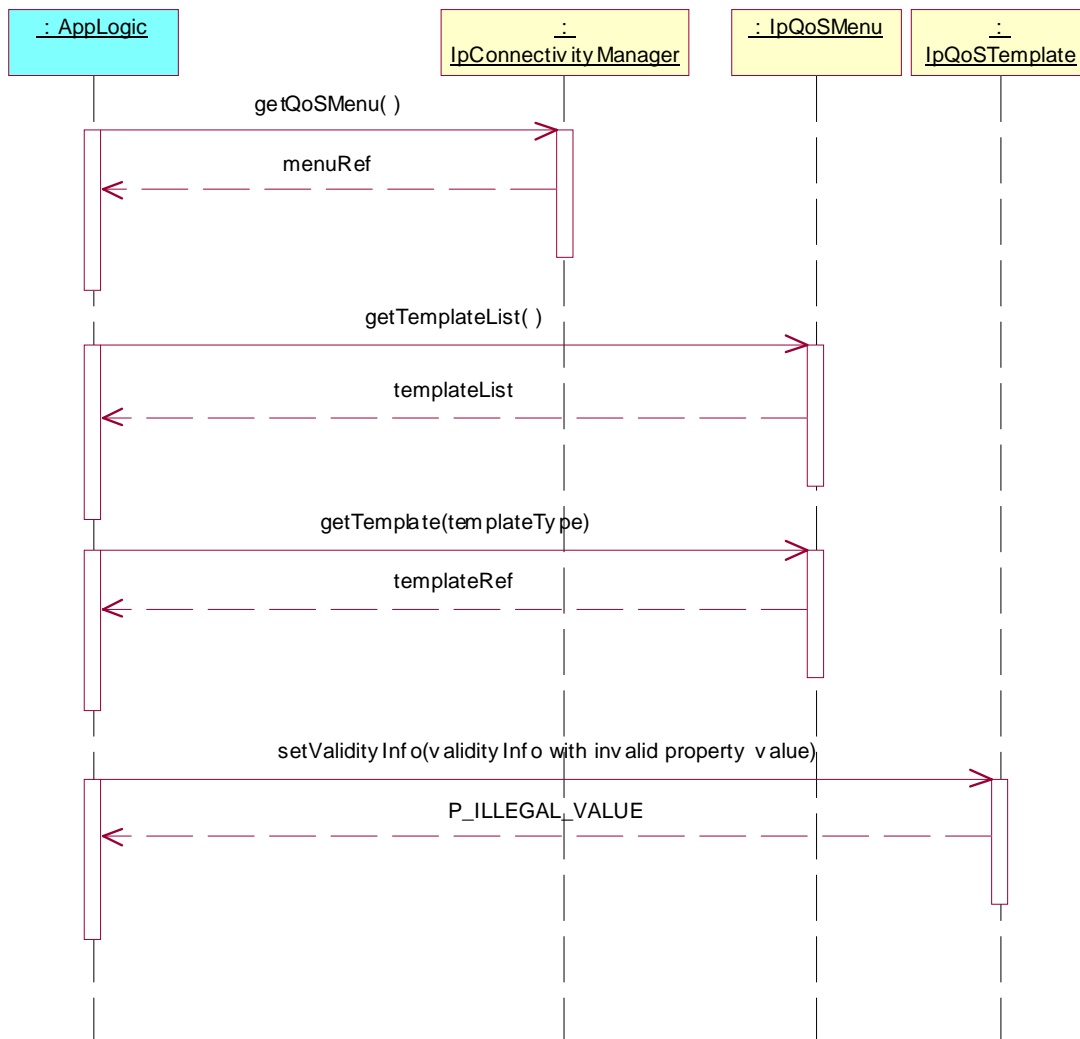 : AppLogic
:
IpConnectivityManager
: IpQoSMenu
:
IpQoSTemplate
getQoSMenu( )
menuRef
getTemplateList( )
templateList
getTemplate(templateType)
templateRef
setValidityInfo(validityInfo with invalid property value)
P_ILLEGAL_VALUE